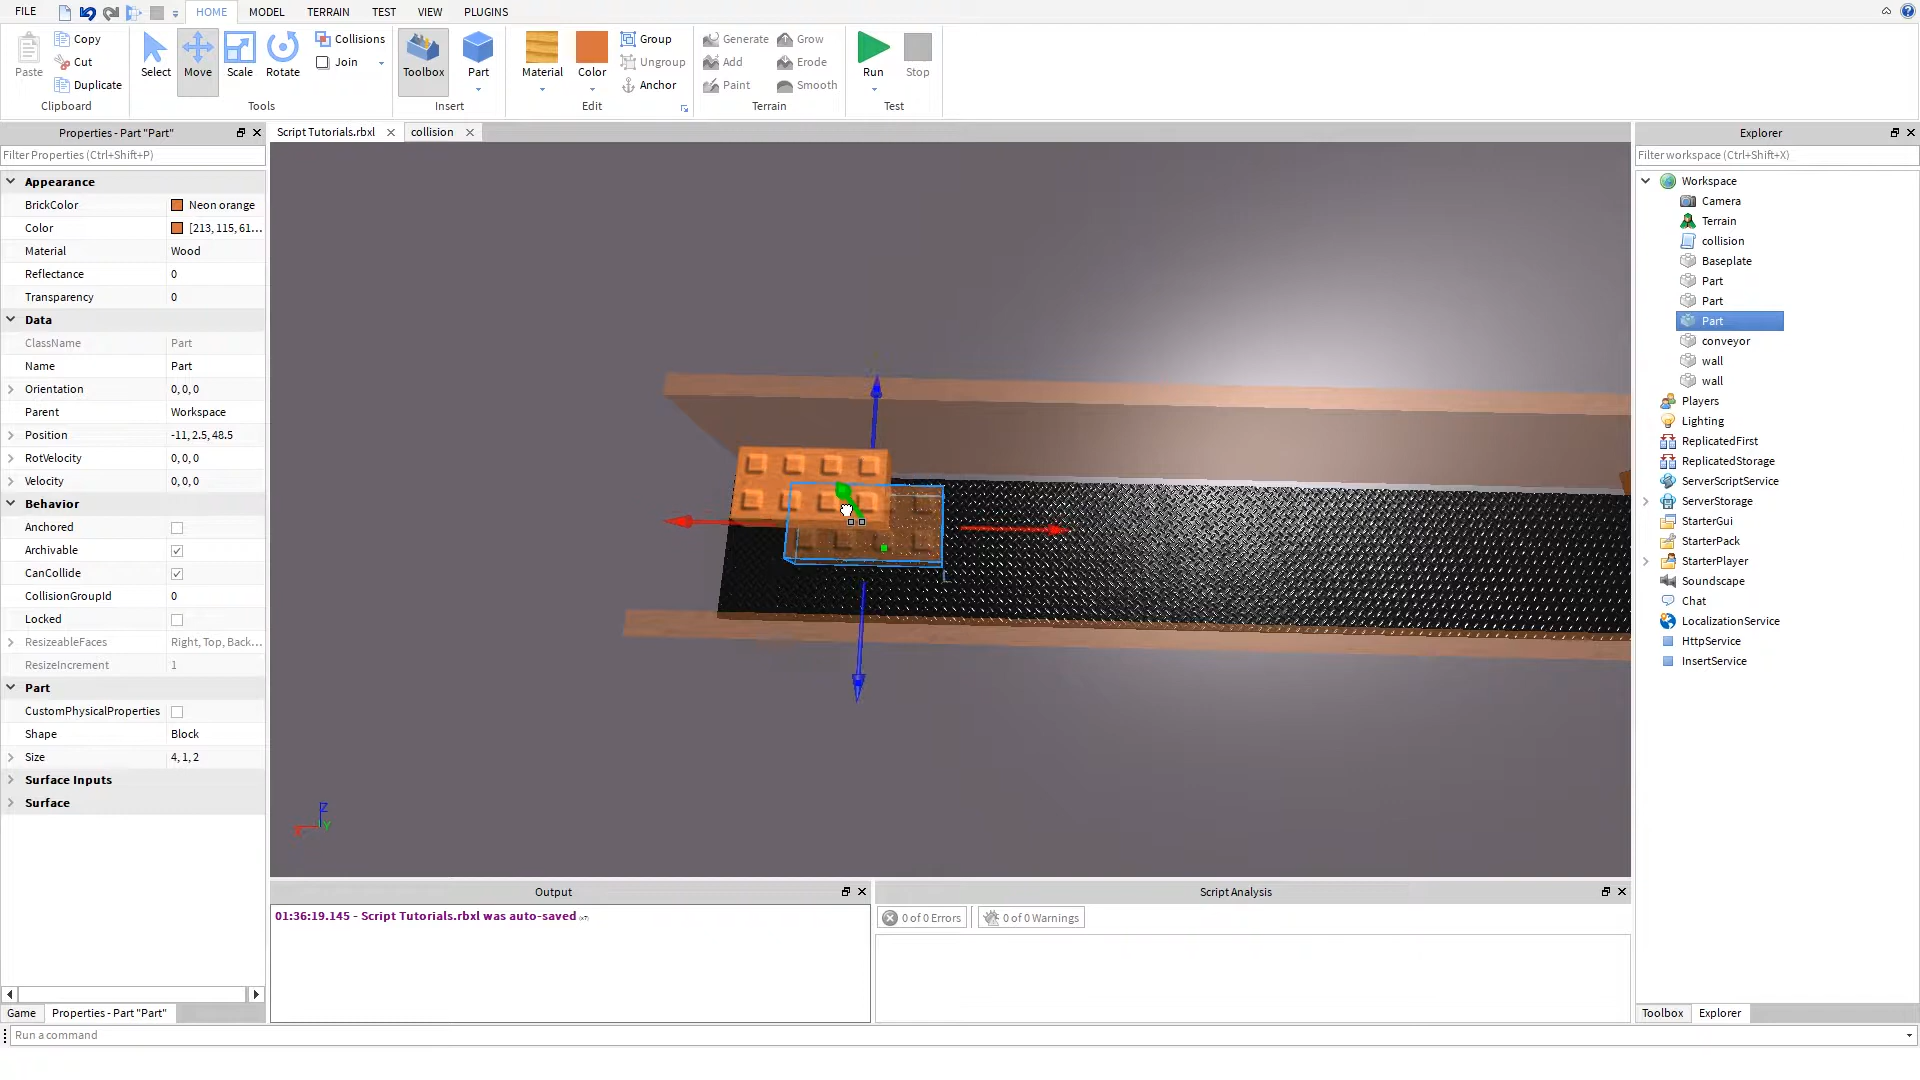 FILE HOME MODEL TERRAIN TEST VIEW PLUGINS
Paste Copy Cut Duplicate Clipboard
Select Move Scale Rotate Collisions Join Tools
Toolbox Part Insert
Material Color Group Ungroup Anchor Edit
Generate Grow Add Erode Paint Smooth Terrain
Run Stop Test
Properties - Part "Part"
Filter Properties (Ctrl+Shift+P)
Appearance
BrickColor Neon orange
Color [213, 115, 61...
Material Wood
Reflectance 0
Transparency 0
Data
ClassName Part
Name Part
Orientation 0, 0, 0
Parent Workspace
Position -11, 2.5, 48.5
RotVelocity 0, 0, 0
Velocity 0, 0, 0
Behavior
Anchored
Archivable
CanCollide
CollisionGroupId 0
Locked
ResizeableFaces Right, Top, Back...
ResizeIncrement 1
Part
CustomPhysicalProperties
Shape Block
Size 4, 1, 2
Surface Inputs
Surface
Game Properties - Part "Part"
Script Tutorials.rbxl collision
Z
Y
Output
01:36:19.145 - Script Tutorials.rbxl was auto-saved
Script Analysis
0 of 0 Errors 0 of 0 Warnings
Explorer
Filter workspace (Ctrl+Shift+X)
Workspace
Camera
Terrain
collision
Baseplate
Part
Part
Part
conveyor
wall
wall
Players
Lighting
ReplicatedFirst
ReplicatedStorage
ServerScriptService
ServerStorage
StarterGui
StarterPack
StarterPlayer
Soundscape
Chat
LocalizationService
HttpService
InsertService
Toolbox Explorer
Run a command